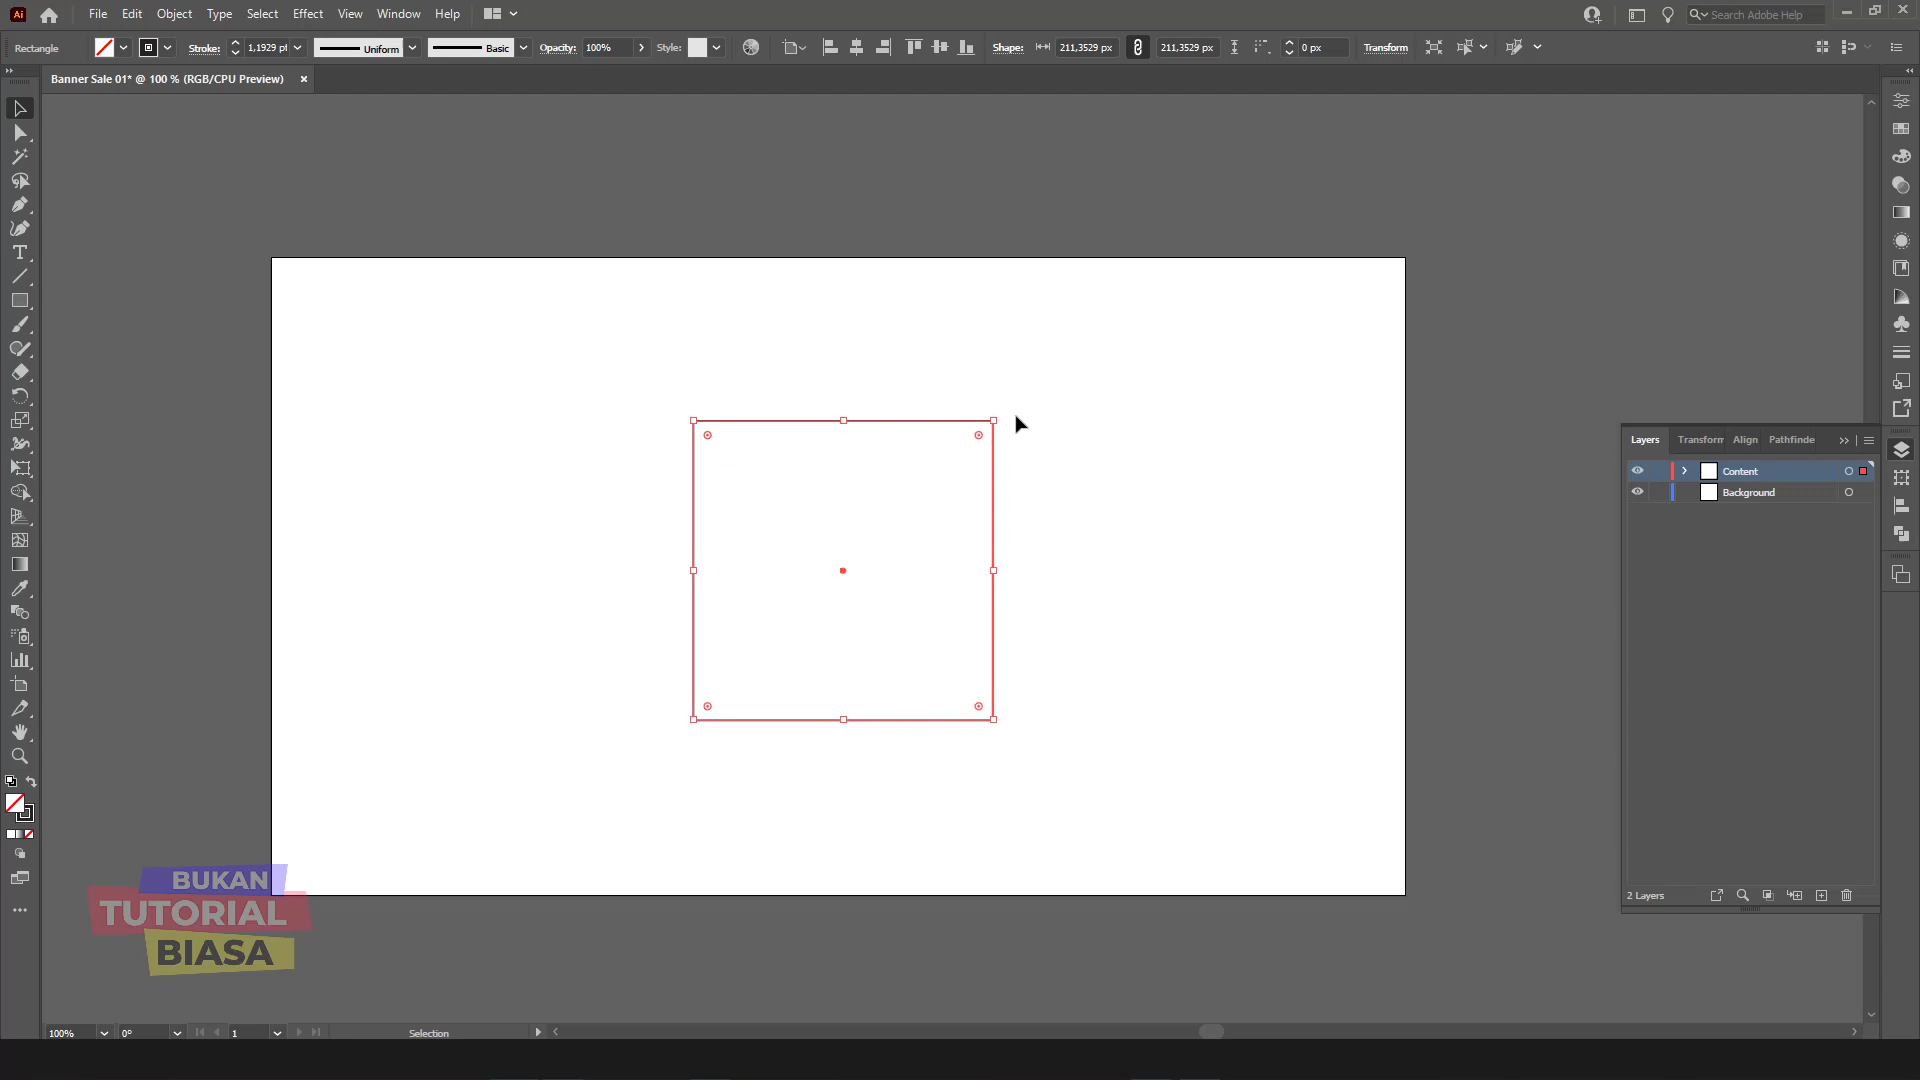 Ai File Edit Object Type Select Effect View Window Help Search Adobe Help
Rectangle Stroke: 1,1929 pt Uniform Basic Opacity: 100% Style: Shape: 211,3529 px 211,3529 px 0 px Transform
Banner Sale 01* @ 100 % (RGB/CPU Preview)
Layers Transform Align Pathfinde
Content
Background
2 Layers
BUKAN
TUTORIAL
BIASA
100% 0° 1 Selection